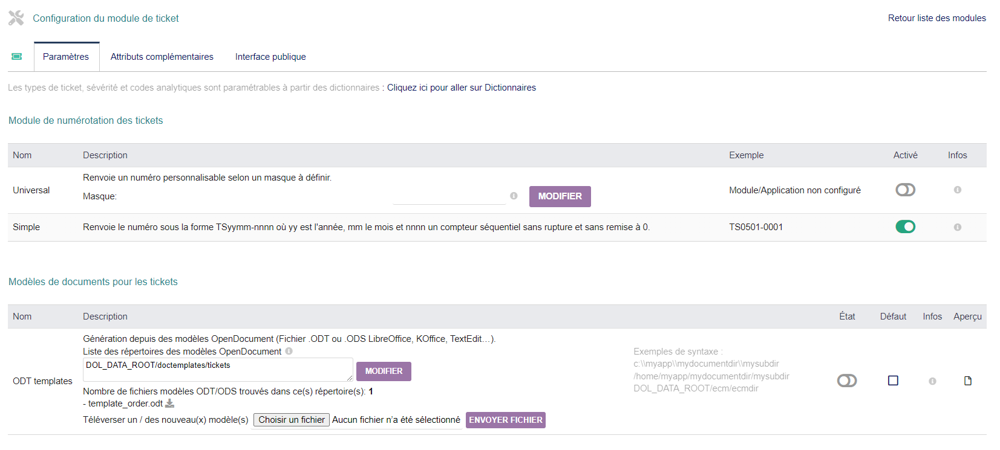 Configuration du module de ticket
Retour liste des modules
Paramètres
Attributs complémentaires
Interface publique
Les types de ticket, sévérité et codes analytiques sont paramétrables à partir des dictionnaires : Cliquez ici pour aller sur Dictionnaires
Module de numérotation des tickets
Nom Description Exemple Activé Infos
Renvoie un numéro personnalisable selon un masque à définir.
Universal Masque: MODIFIER Module/Application non configuré
Simple Renvoie le numéro sous la forme TSyymm-nnnn où yy est l'année, mm le mois et nnnn un compteur séquentiel sans rupture et sans remise à 0. TS0501-0001
Modèles de documents pour les tickets
Nom Description État Défaut Infos Aperçu
ODT templates
Génération depuis des modèles OpenDocument (Fichier .ODT ou .ODS LibreOffice, KOffice, TextEdit…).
Liste des répertoires des modèles OpenDocument
DOL_DATA_ROOT/doctemplates/tickets
MODIFIER
Nombre de fichiers modèles ODT/ODS trouvés dans ce(s) répertoire(s): 1
- template_order.odt
Téléverser un / des nouveau(x) modèle(s) Choisir un fichier Aucun fichier n’a été sélectionné ENVOYER FICHIER
Exemples de syntaxe :
c:\\myapp\\mydocumentdir\\mysubdir
/home/myapp/mydocumentdir/mysubdir
DOL_DATA_ROOT/ecm/ecmdir